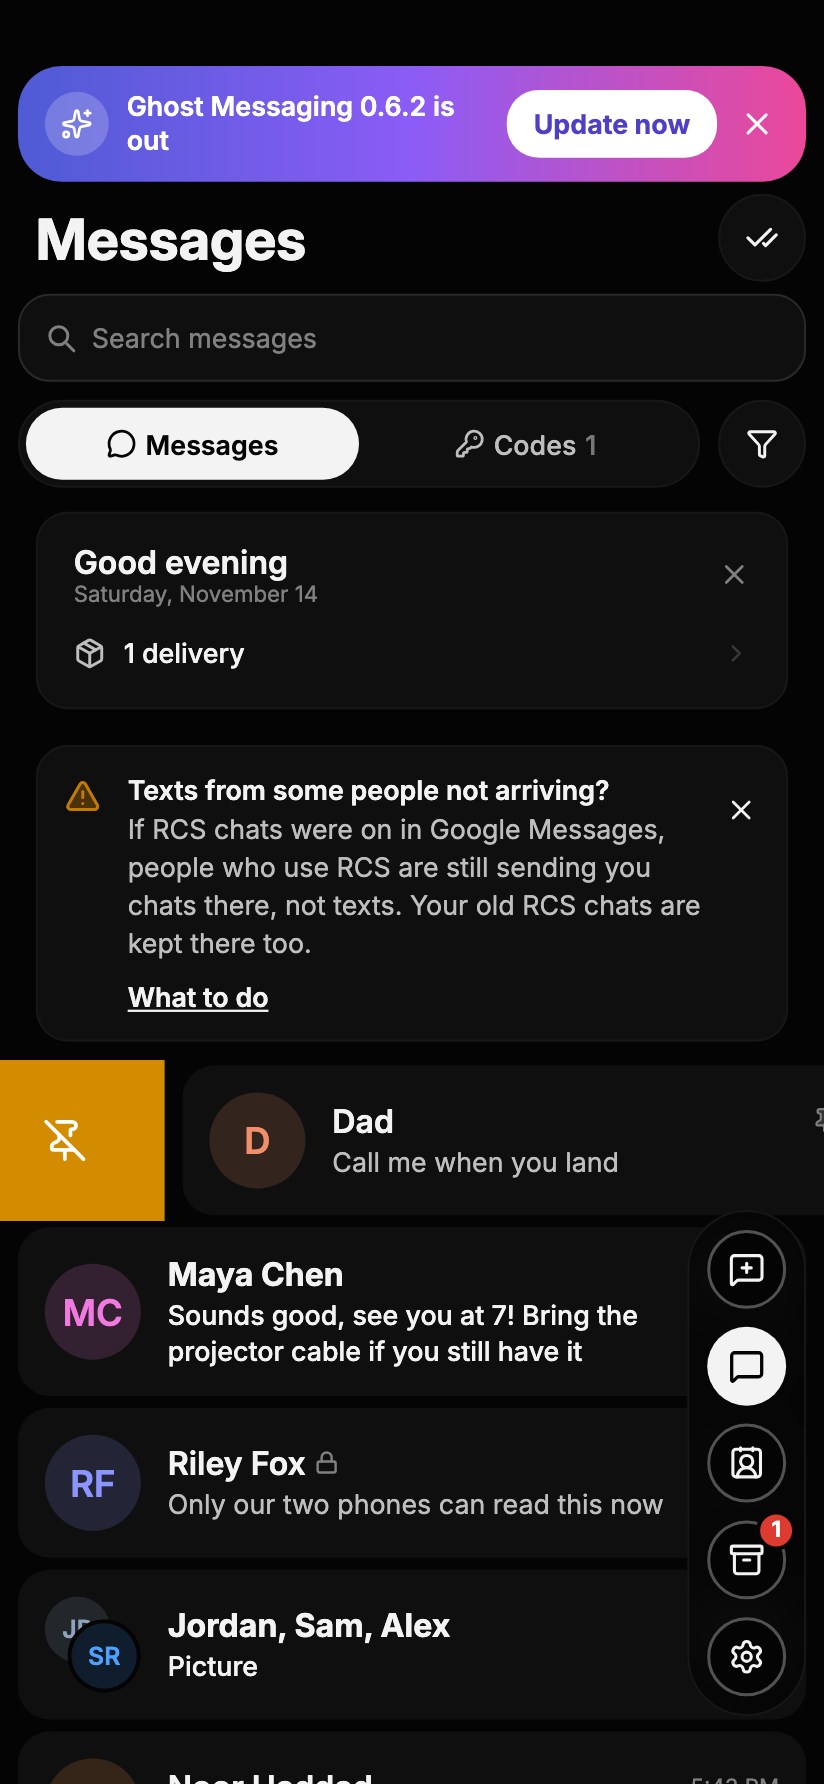 Ghost Messaging 0.6.2 is
out
Update now
Messages
Search messages
Messages
Codes 1
Good evening
Saturday, November 14
1 delivery
Texts from some people not arriving?
If RCS chats were on in Google Messages,
people who use RCS are still sending you
chats there, not texts. Your old RCS chats are
kept there too.
What to do
D
Dad
Call me when you land
MC
Maya Chen
Sounds good, see you at 7! Bring the
projector cable if you still have it
RF
Riley Fox
Only our two phones can read this now
1
SR
Jordan, Sam, Alex
Picture